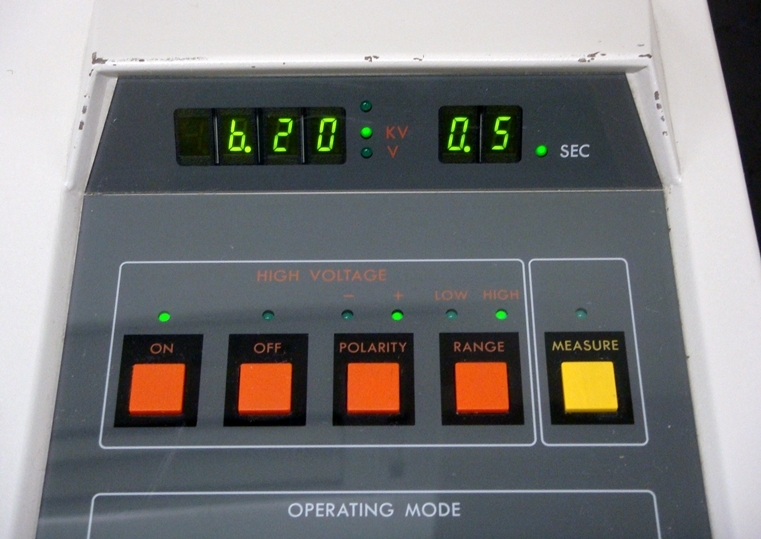 6.20 KV 0.5 SEC
V
HIGH VOLTAGE
− + LOW HIGH
ON OFF POLARITY RANGE MEASURE
OPERATING MODE